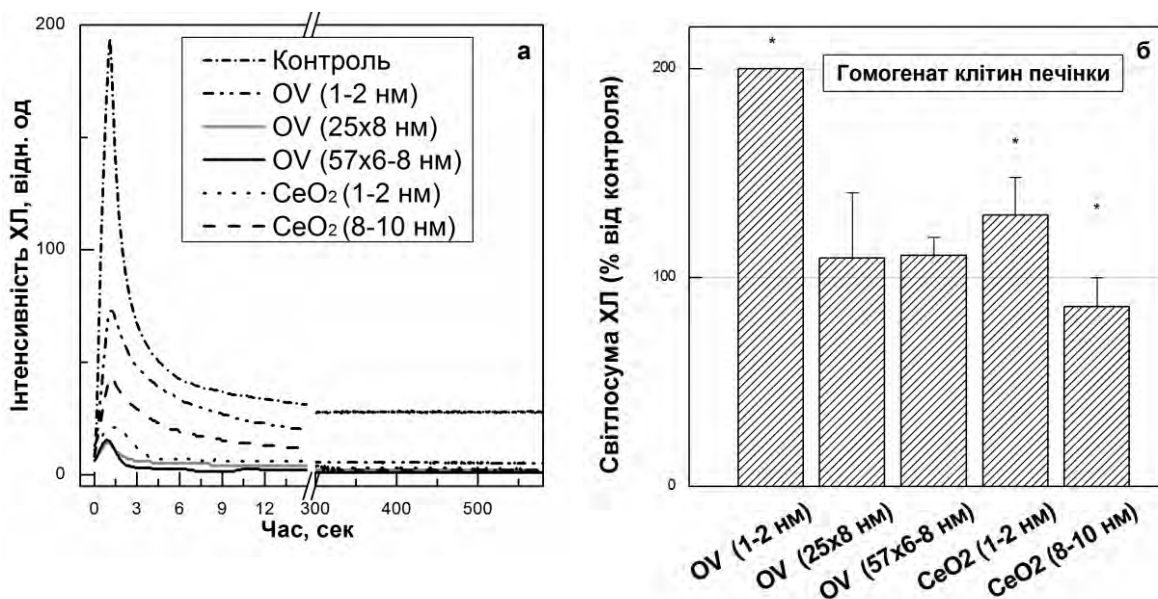 200
100
0
Інтенсивність ХЛ, відн. од
а
Контроль
OV (1-2 нм)
OV (25x8 нм)
OV (57x6-8 нм)
CeO2 (1-2 нм)
CeO2 (8-10 нм)
0 3 6 9 12 300 400 500
Час, сек
б
Гомогенат клітин печінки
* * *
200
100
0
Світлосума ХЛ (% від контроля)
OV (1-2 нм)
OV (25x8 нм)
OV (57x6-8 нм)
CeO2 (1-2 нм)
CeO2 (8-10 нм)